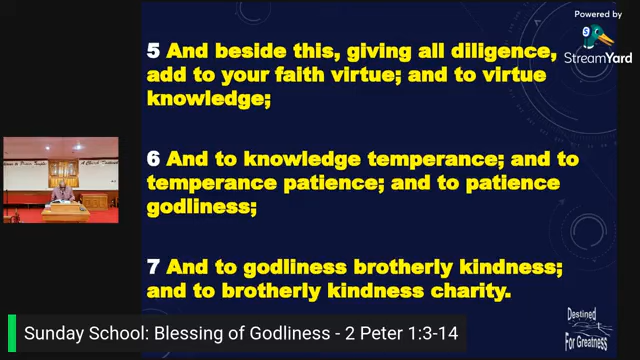 Powered by
StreamYard
5 And beside this, giving all diligence,
add to your faith virtue; and to virtue
knowledge;
6 And to knowledge temperance; and to
temperance patience; and to patience
godliness;
7 And to godliness brotherly kindness;
and to brotherly kindness charity.
Destined
For Greatness
Sunday School: Blessing of Godliness - 2 Peter 1:3-14